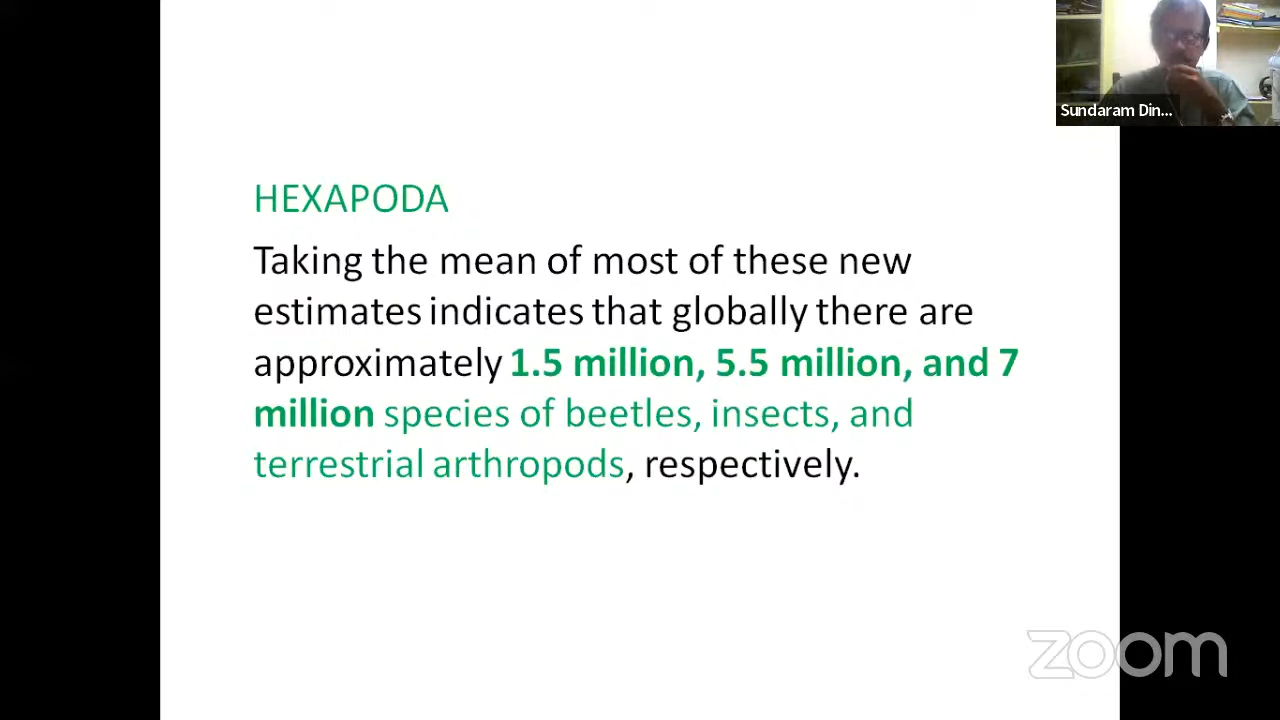 Sundaram Din...
HEXAPODA
Taking the mean of most of these new
estimates indicates that globally there are
approximately 1.5 million, 5.5 million, and 7
million species of beetles, insects, and
terrestrial arthropods, respectively.
zoom